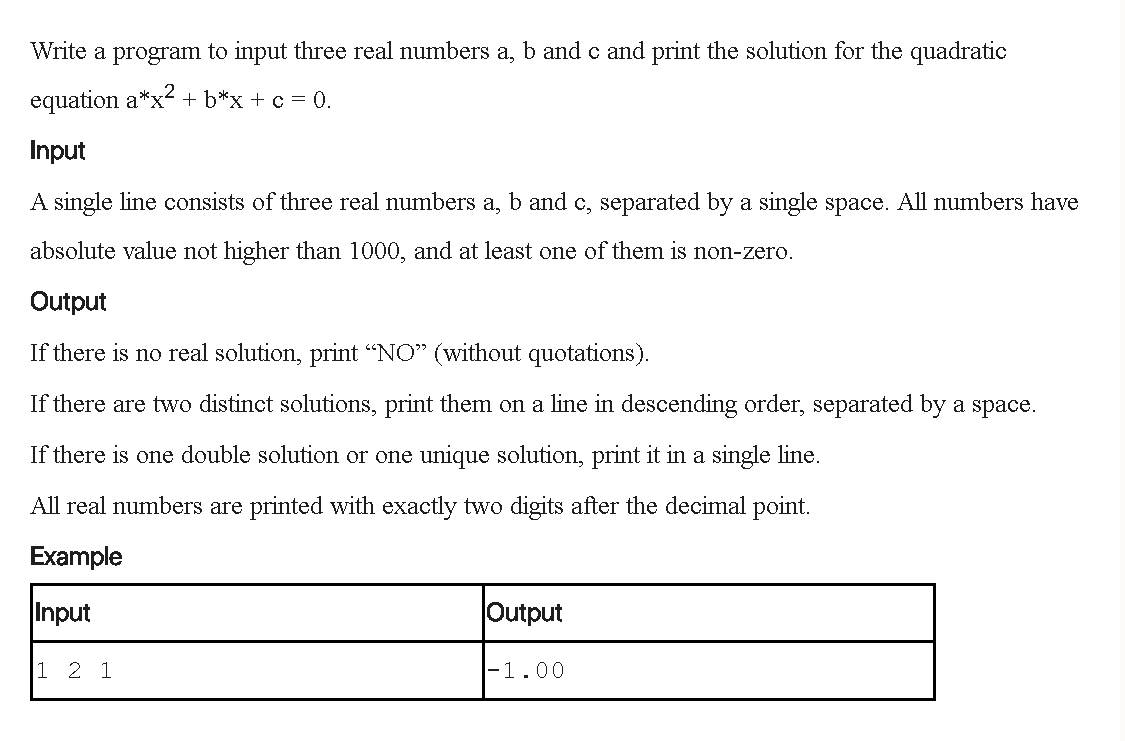 Write a program to input three real numbers a, b and c and print the solution for the quadratic
equation a*x² + b*x + c = 0.
Input
A single line consists of three real numbers a, b and c, separated by a single space. All numbers have
absolute value not higher than 1000, and at least one of them is non-zero.
Output
If there is no real solution, print “NO” (without quotations).
If there are two distinct solutions, print them on a line in descending order, separated by a space.
If there is one double solution or one unique solution, print it in a single line.
All real numbers are printed with exactly two digits after the decimal point.
Example
Input Output
1 2 1 -1.00